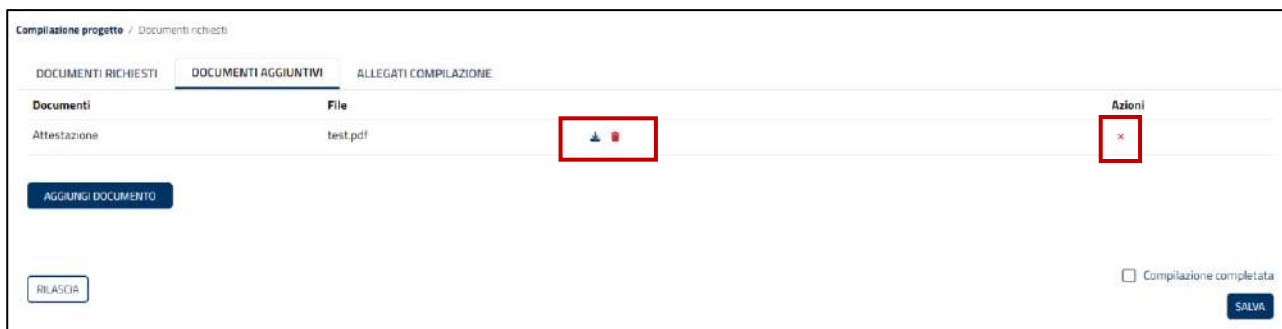 Compilazione progetto / Documenti richiesti
DOCUMENTI RICHIESTI DOCUMENTI AGGIUNTIVI ALLEGATI COMPILAZIONE
Documenti File Azioni
Attestazione test.pdf
AGGIUNGI DOCUMENTO
Compilazione completata
RILASCIA
SALVA